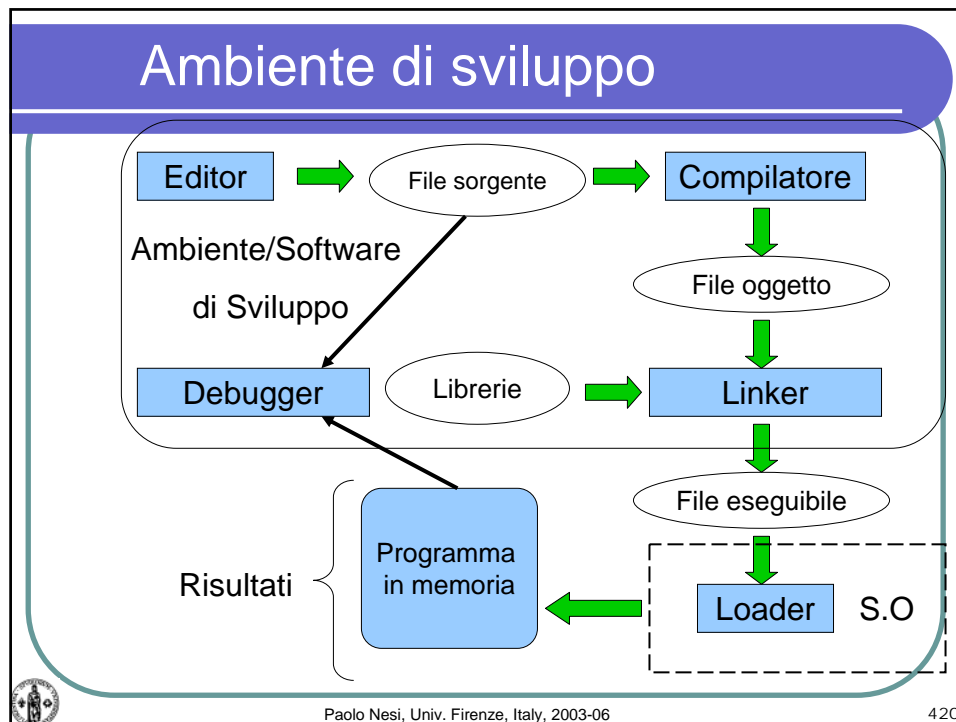 Ambiente di sviluppo
Editor
File sorgente
Compilatore
Ambiente/Software
di Sviluppo
File oggetto
Debugger
Librerie
Linker
File eseguibile
Programma
in memoria
Risultati
Loader
S.O
Paolo Nesi, Univ. Firenze, Italy, 2003-06
420